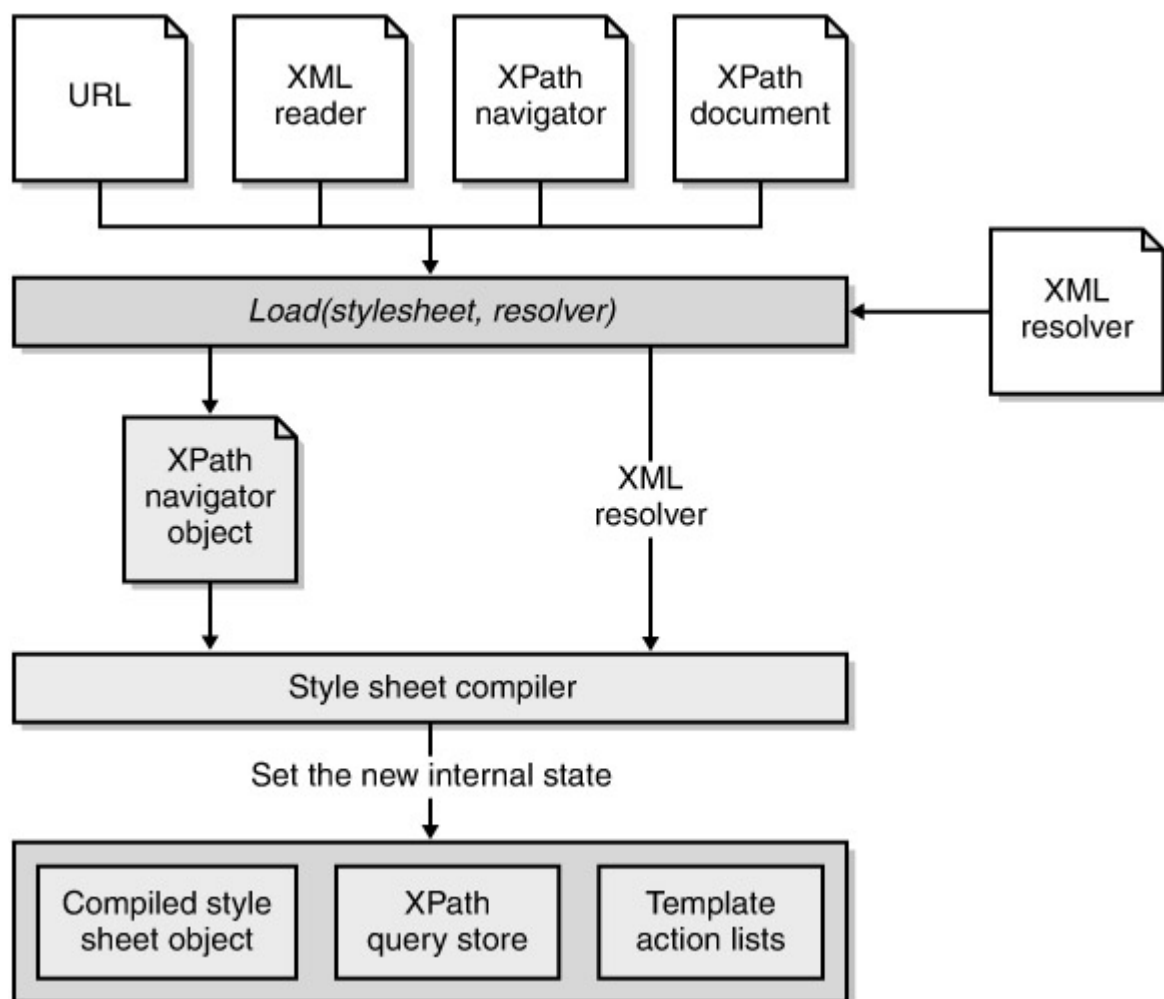 URL
XML
reader
XPath
navigator
XPath
document
Load(stylesheet, resolver)
XML
resolver
XPath
navigator
object
XML
resolver
Style sheet compiler
Set the new internal state
Compiled style
sheet object
XPath
query store
Template
action lists